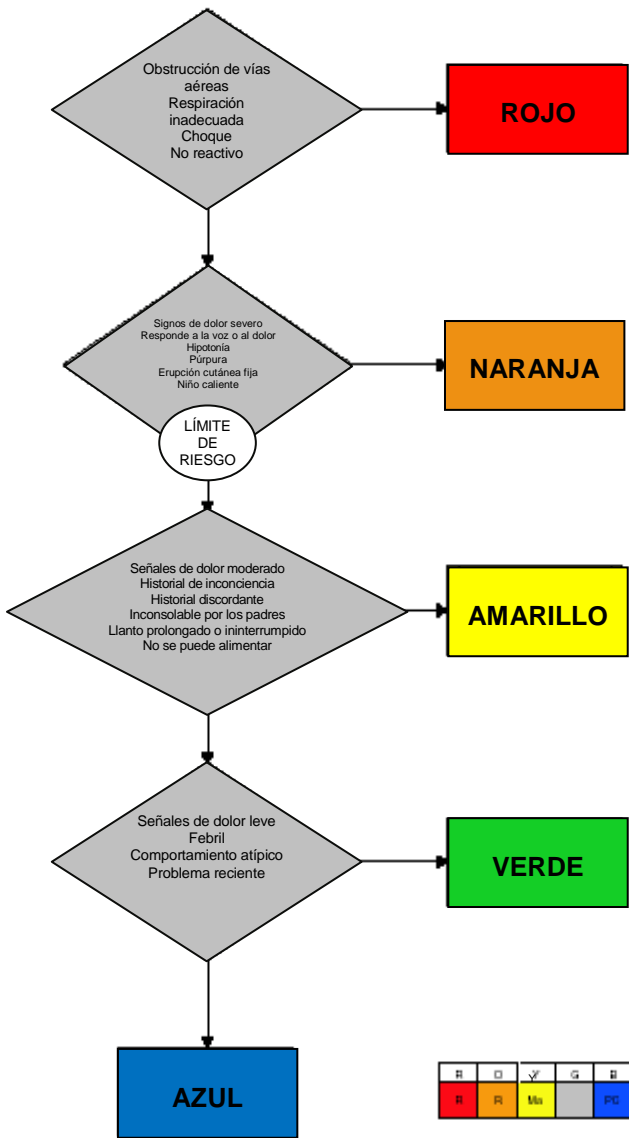 Obstrucción de vías
aéreas
Respiración
inadecuada
Choque
No reactivo
ROJO
Signos de dolor severo
Responde a la voz o al dolor
Hipotonía
Púrpura
Erupción cutánea fija
Niño caliente
NARANJA
LÍMITE
DE
RIESGO
Señales de dolor moderado
Historial de inconciencia
Historial discordante
Inconsolable por los padres
Llanto prolongado o ininterrumpido
No se puede alimentar
AMARILLO
Señales de dolor leve
Febril
Comportamiento atípico
Problema reciente
VERDE
AZUL
R O Y G B
R R Ma PC